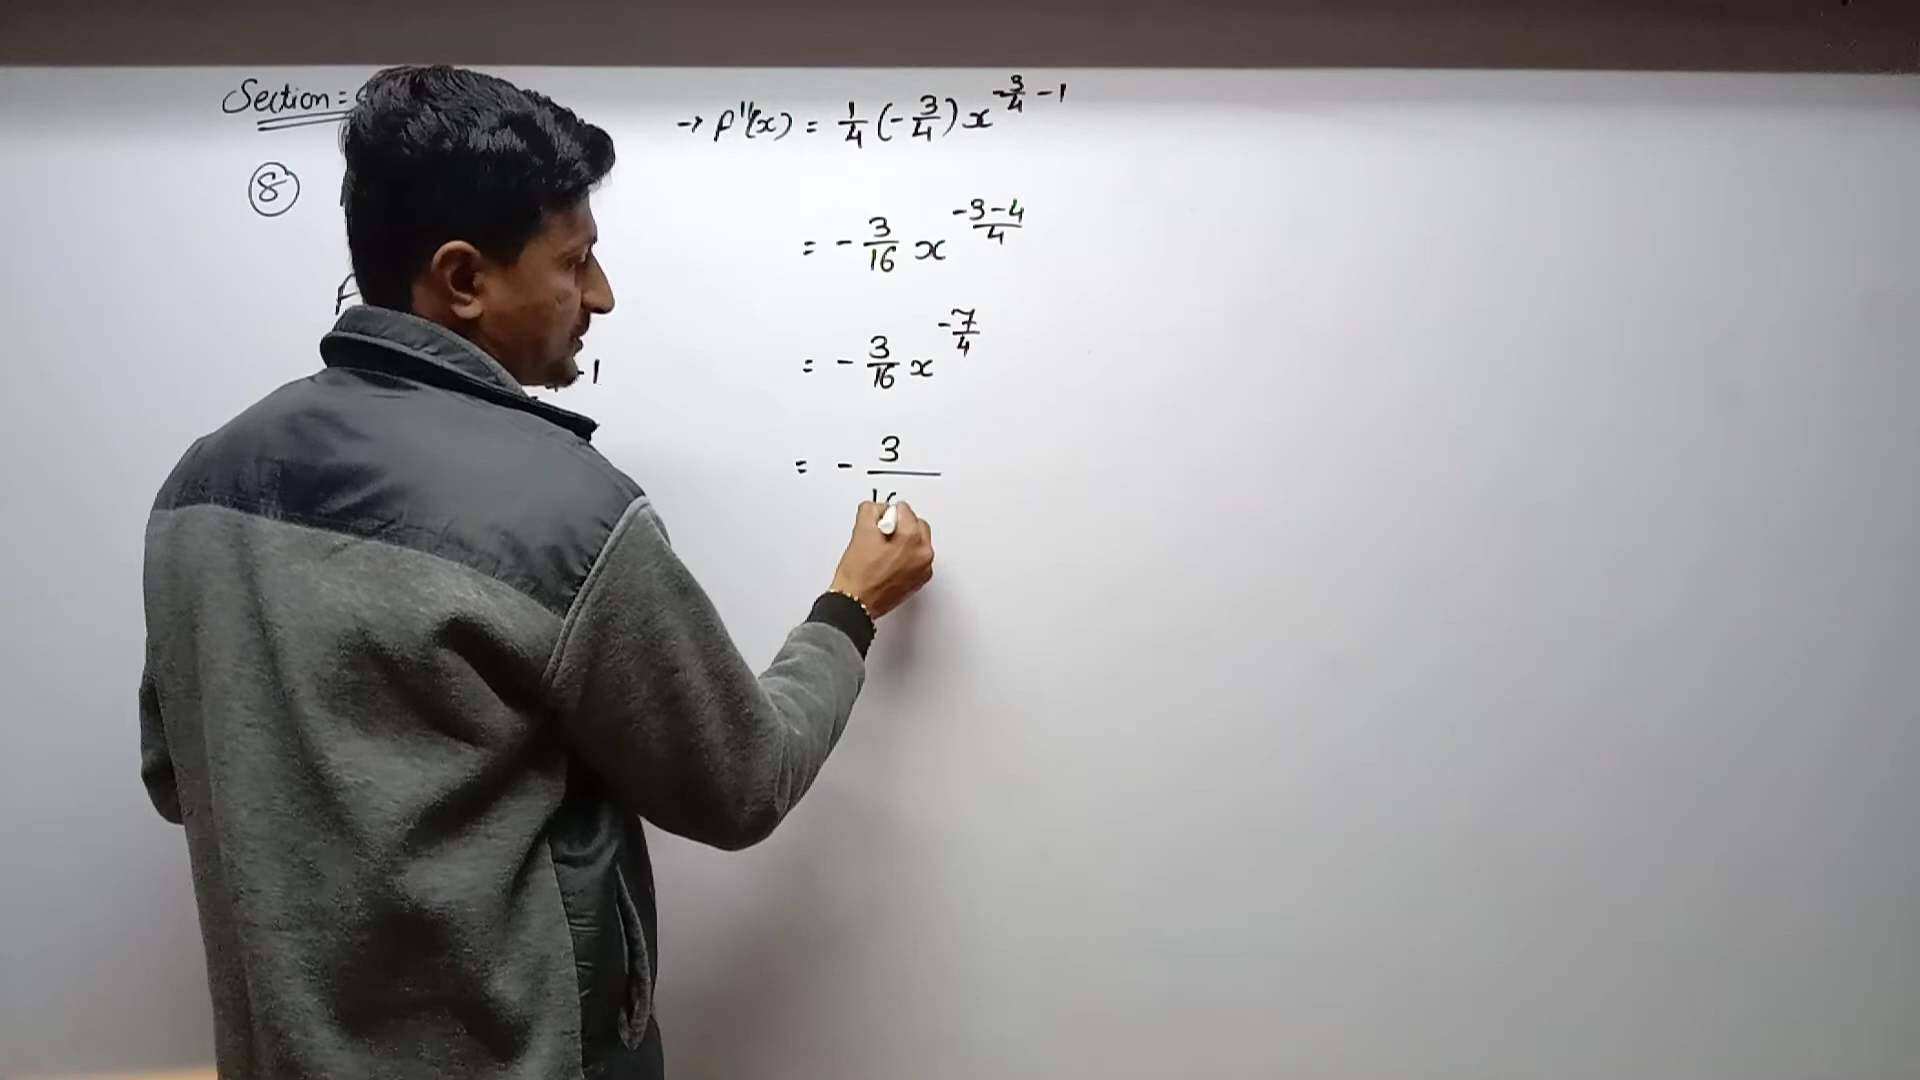 Section =
⑧
-1
→ f''(x) = 1/4 (-3/4) x^(-3/4 - 1)
= - 3/16 x^((-3-4)/4)
= - 3/16 x^(-7/4)
= - 3/16